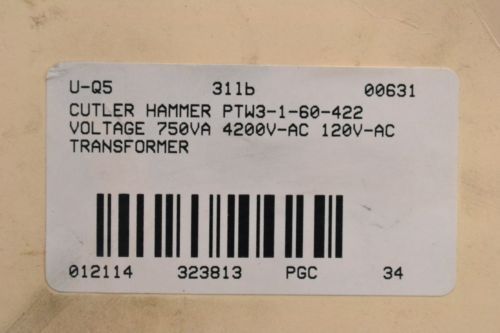 U-Q5 31lb 00631
CUTLER HAMMER PTW3-1-60-422
VOLTAGE 750VA 4200V-AC 120V-AC
TRANSFORMER
012114 323813 PGC 34